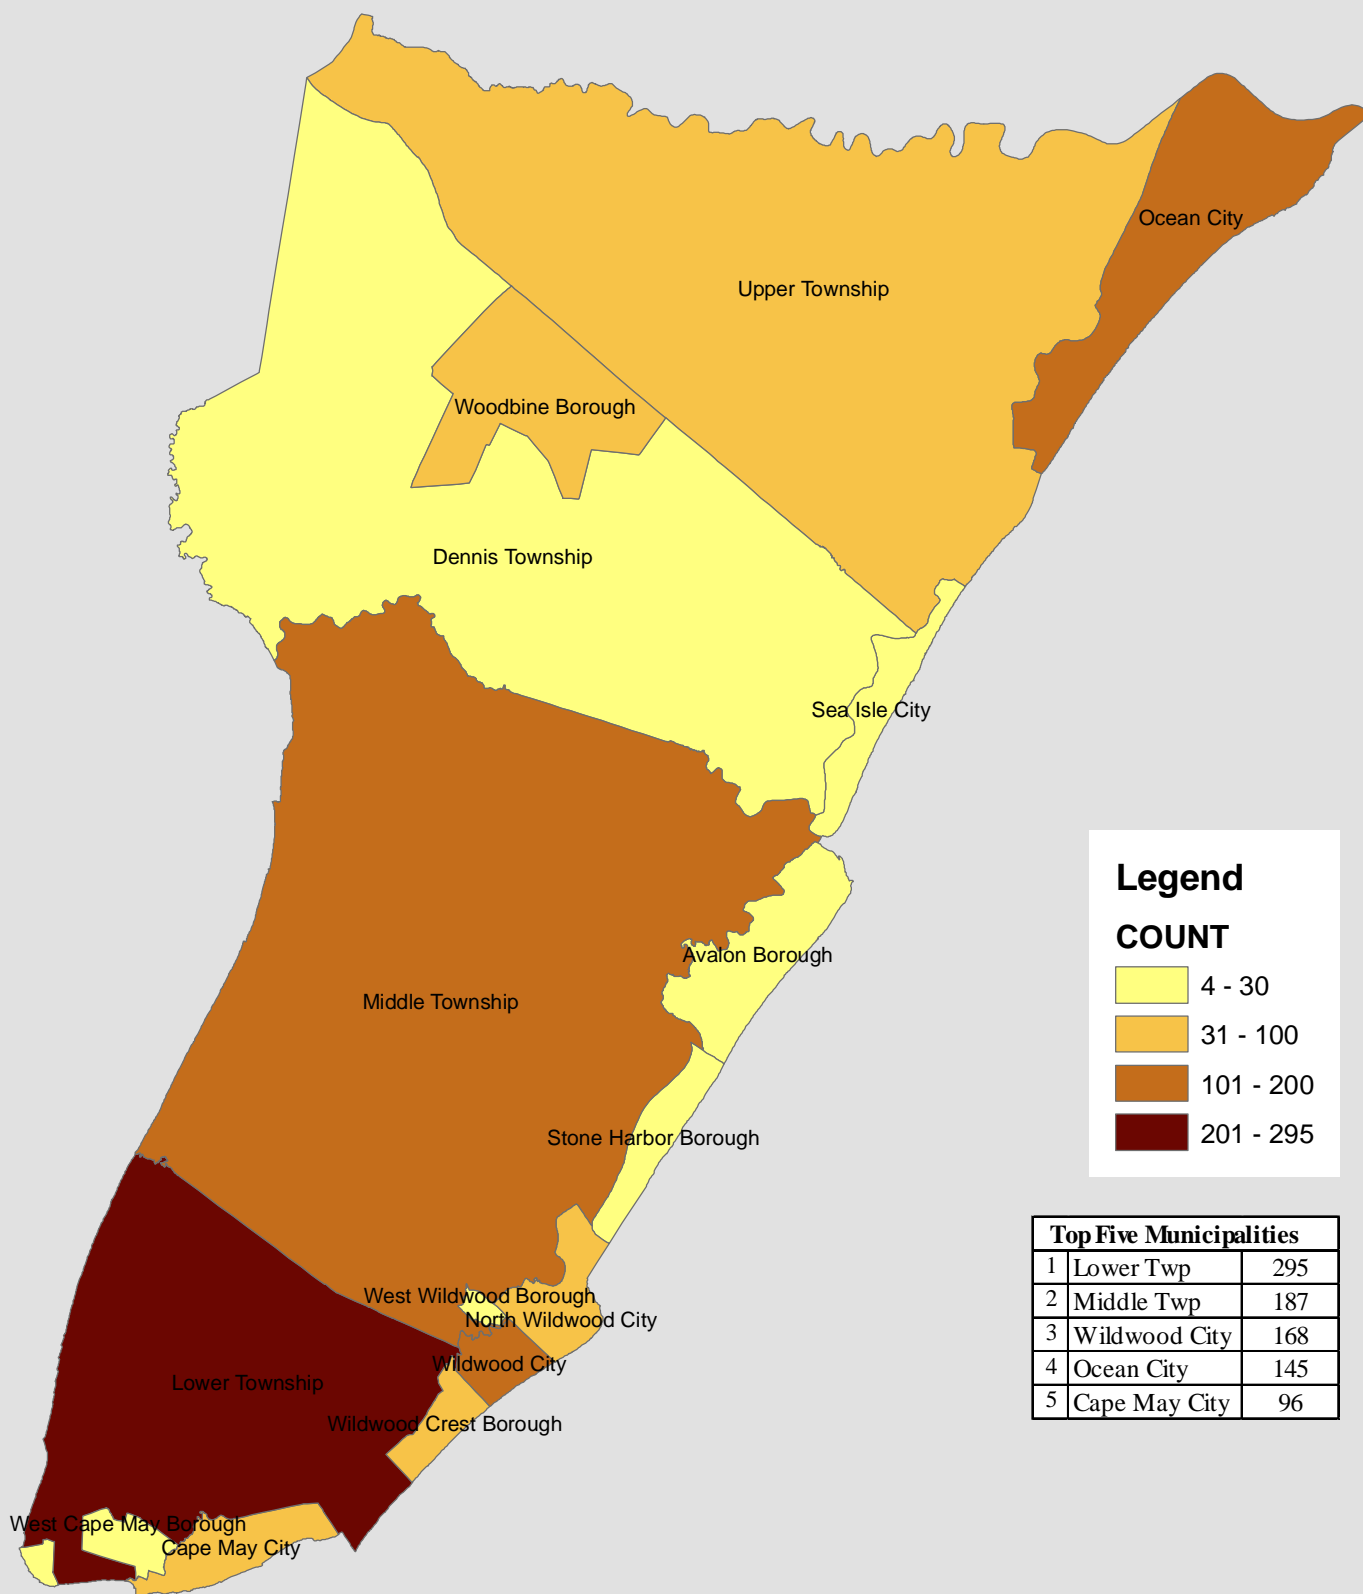 Ocean City
Upper Township
Woodbine Borough
Dennis Township
Sea Isle City
Avalon Borough
Middle Township
Stone Harbor Borough
West Wildwood Borough
North Wildwood City
Wildwood City
Lower Township
Wildwood Crest Borough
West Cape May Borough
Cape May City
Legend
COUNT
4 - 30
31 - 100
101 - 200
201 - 295
Top Five Municipalities
1 Lower Twp 295
2 Middle Twp 187
3 Wildwood City 168
4 Ocean City 145
5 Cape May City 96